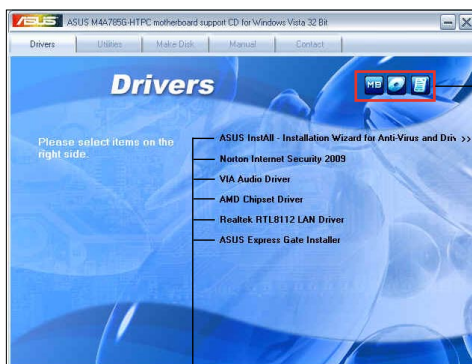 ASUS ASUS M4A785G-HTPC motherboard support CD for Windows Vista 32 Bit
Drivers Utilities Make Disk Manual Contact
Drivers
MB
Please select items on the
right side.
ASUS InstAll - Installation Wizard for Anti-Virus and Driv >>
Norton Internet Security 2009
VIA Audio Driver
AMD Chipset Driver
Realtek RTL8112 LAN Driver
ASUS Express Gate Installer